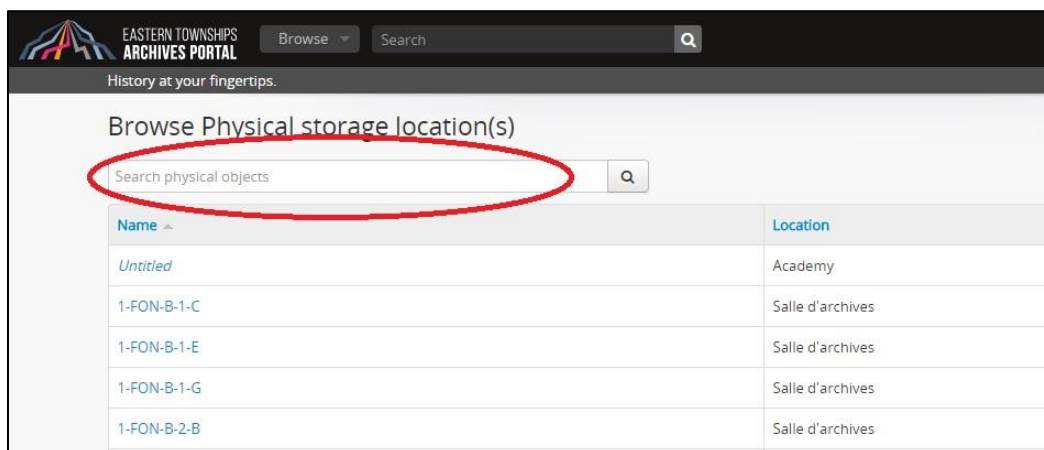 EASTERN TOWNSHIPS
ARCHIVES PORTAL
Browse
Search
History at your fingertips.
Browse Physical storage location(s)
Search physical objects
Name Location
Untitled Academy
1-FON-B-1-C Salle d'archives
1-FON-B-1-E Salle d'archives
1-FON-B-1-G Salle d'archives
1-FON-B-2-B Salle d'archives